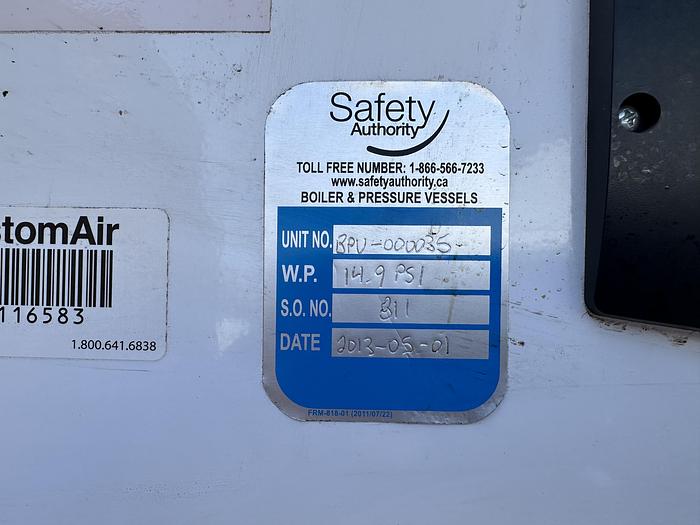 Safety
Authority
TOLL FREE NUMBER: 1-866-566-7233
www.safetyauthority.ca
BOILER & PRESSURE VESSELS
UNIT NO. BPV-000035
W.P. 14.9 PSI
S.O. NO. B11
DATE 2013-05-01
FRM-818-01 (2011/07/22)
stomAir
116583
1.800.641.6838